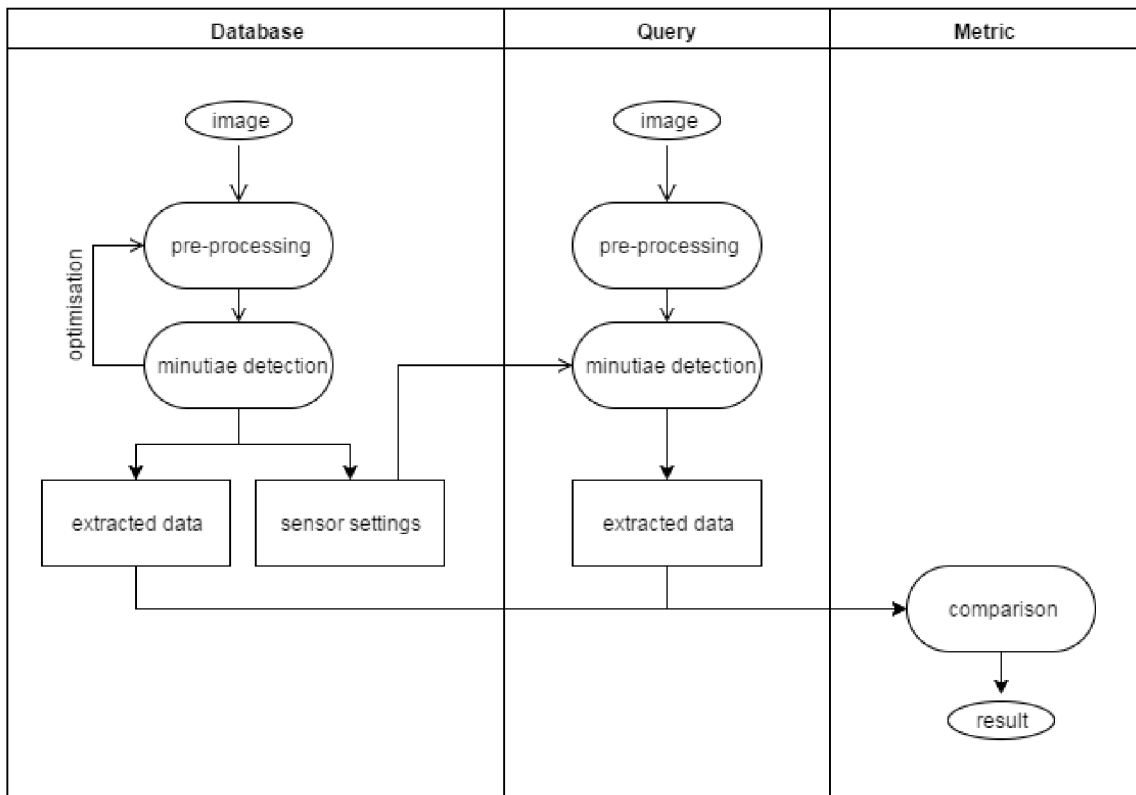 Database
Query
Metric
image
image
pre-processing
pre-processing
optimisation
minutiae detection
minutiae detection
extracted data
sensor settings
extracted data
comparison
result